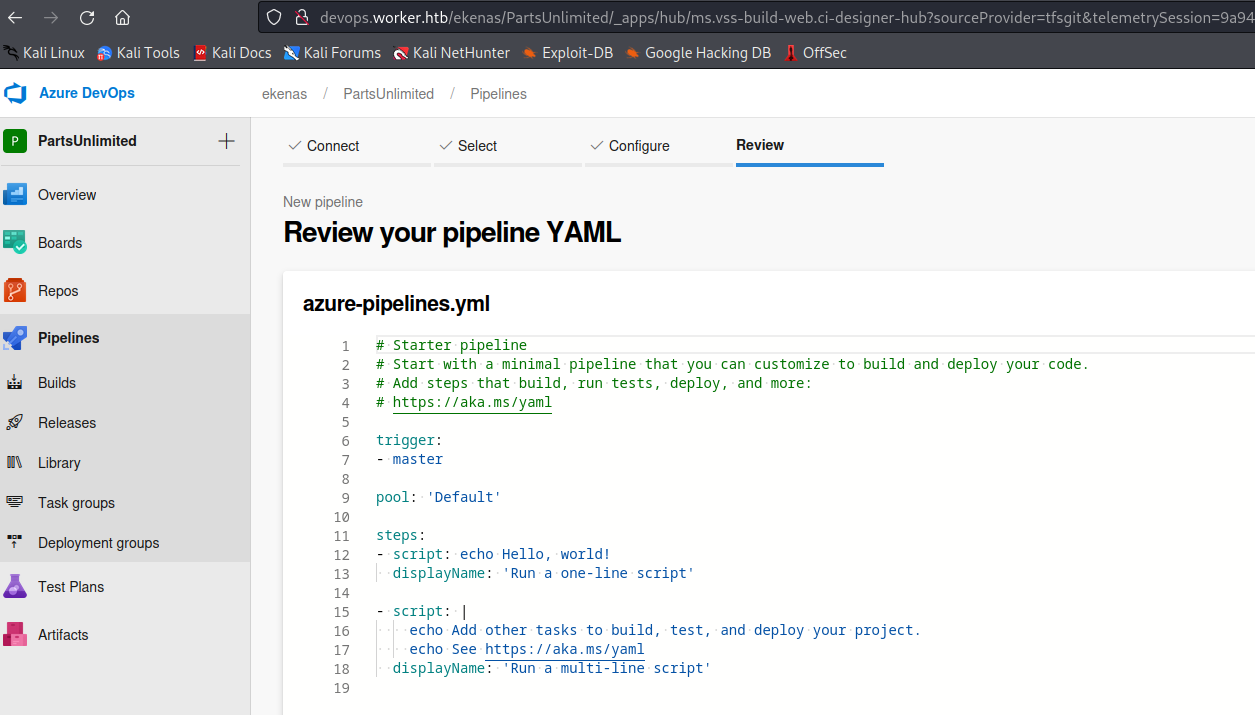 devops.worker.htb/ekenas/PartsUnlimited/_apps/hub/ms.vss-build-web.ci-designer-hub?sourceProvider=tfsgit&telemetrySession=9a94
Kali Linux Kali Tools Kali Docs Kali Forums Kali NetHunter Exploit-DB Google Hacking DB OffSec
Azure DevOps
ekenas / PartsUnlimited / Pipelines
P PartsUnlimited
Overview
Boards
Repos
Pipelines
Builds
Releases
Library
Task groups
Deployment groups
Test Plans
Artifacts
Connect Select Configure Review
New pipeline
Review your pipeline YAML
azure-pipelines.yml
1 # Starter pipeline
2 # Start with a minimal pipeline that you can customize to build and deploy your code.
3 # Add steps that build, run tests, deploy, and more:
4 # https://aka.ms/yaml
5
6 trigger:
7 - master
8
9 pool: 'Default'
10
11 steps:
12 - script: echo Hello, world!
13   displayName: 'Run a one-line script'
14
15 - script: |
16     echo Add other tasks to build, test, and deploy your project.
17     echo See https://aka.ms/yaml
18   displayName: 'Run a multi-line script'
19